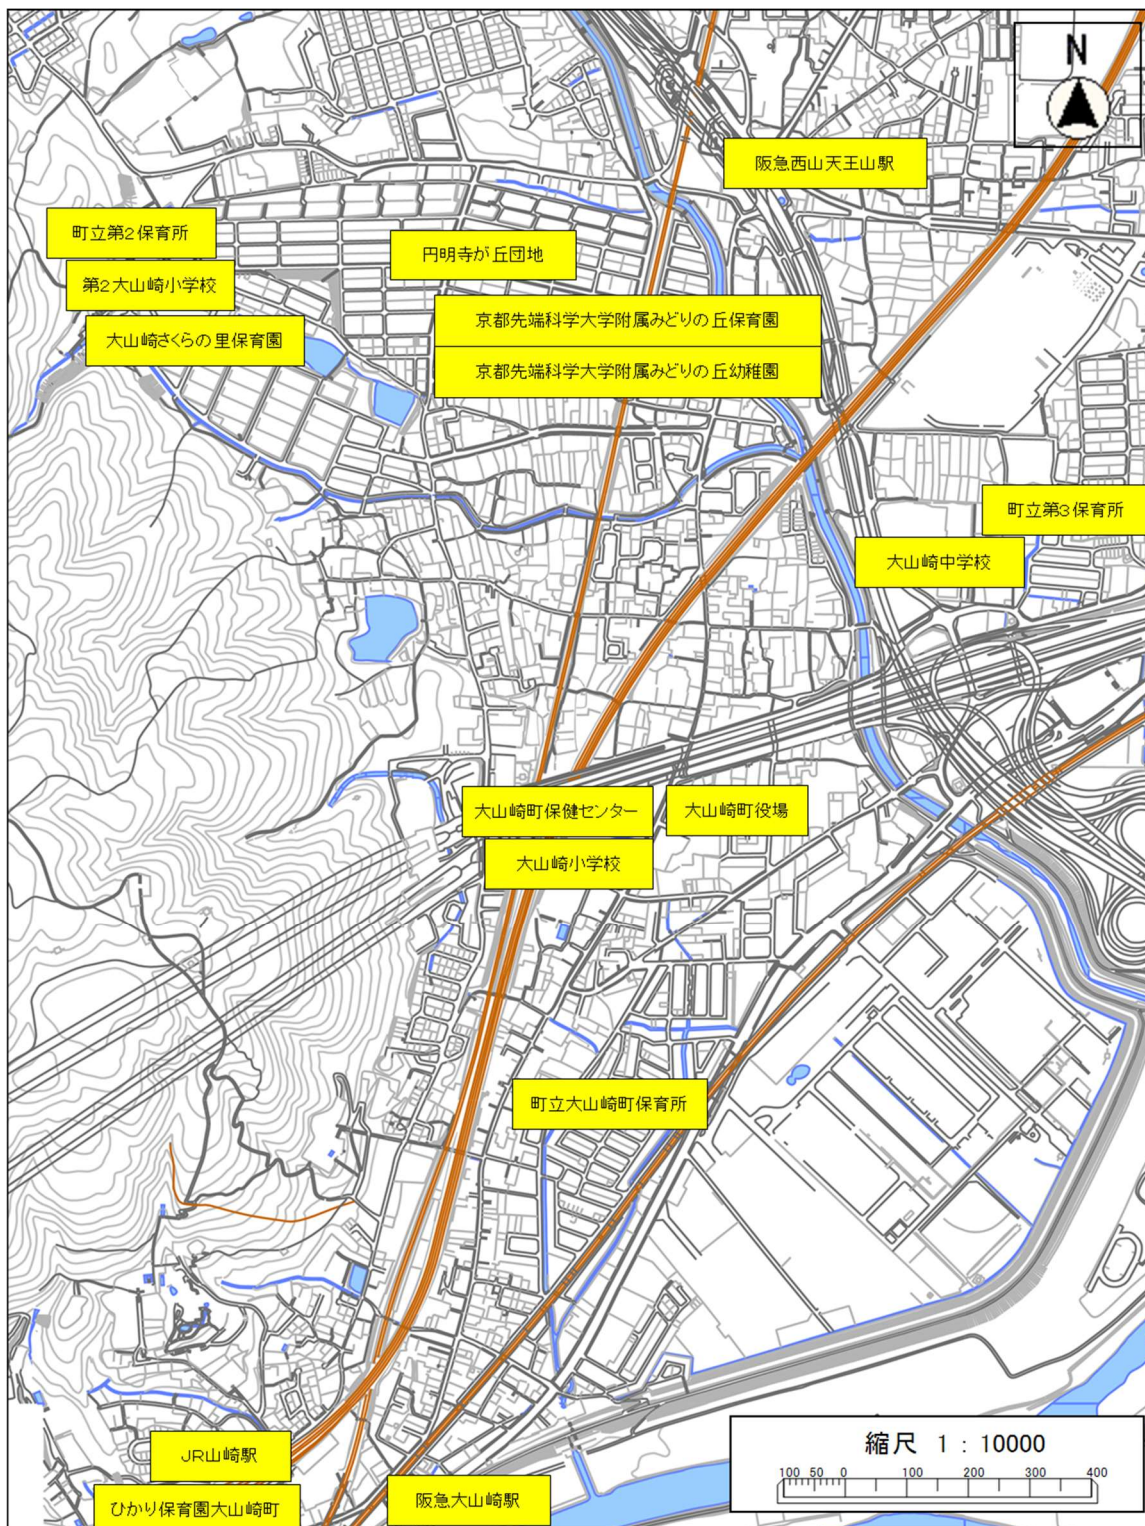 N
阪急西山天王山駅
町立第2保育所
円明寺が丘団地
第2大山崎小学校
京都先端科学大学附属みどりの丘保育園
大山崎さくらの里保育園
京都先端科学大学附属みどりの丘幼稚園
町立第3保育所
大山崎中学校
大山崎町保健センター
大山崎町役場
大山崎小学校
町立大山崎町保育所
縮尺 1：10000
JR山崎駅
100 50 0 100 200 300 400
ひかり保育園大山崎町
阪急大山崎駅